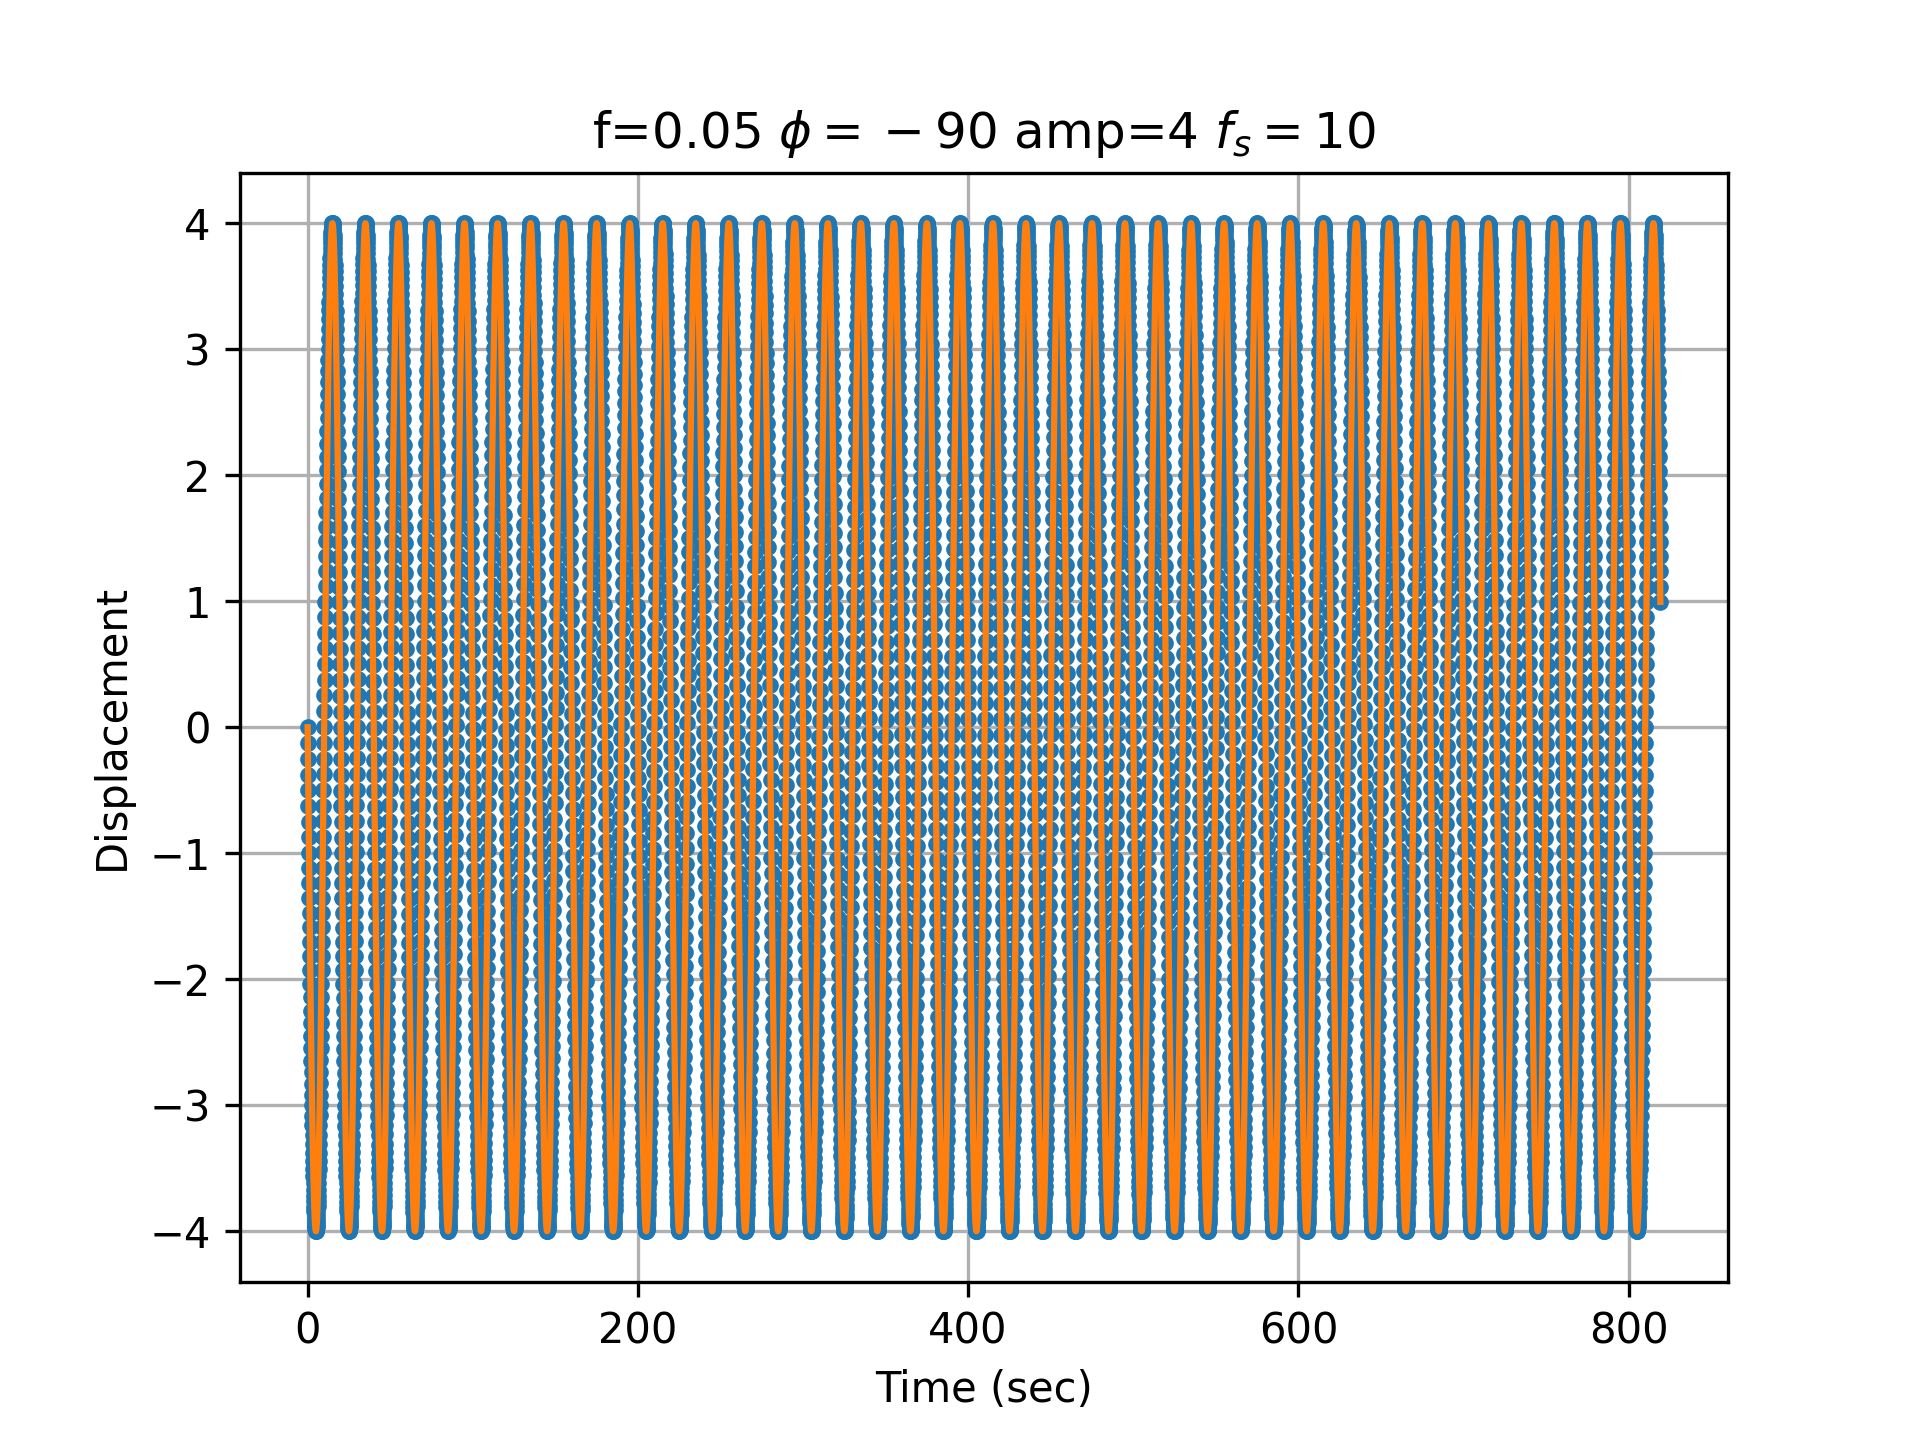 f=0.05 ϕ = − 90 amp=4 fₛ = 10
4
3
2
1
0
−1
−2
−3
−4
Displacement
0 200 400 600 800
Time (sec)